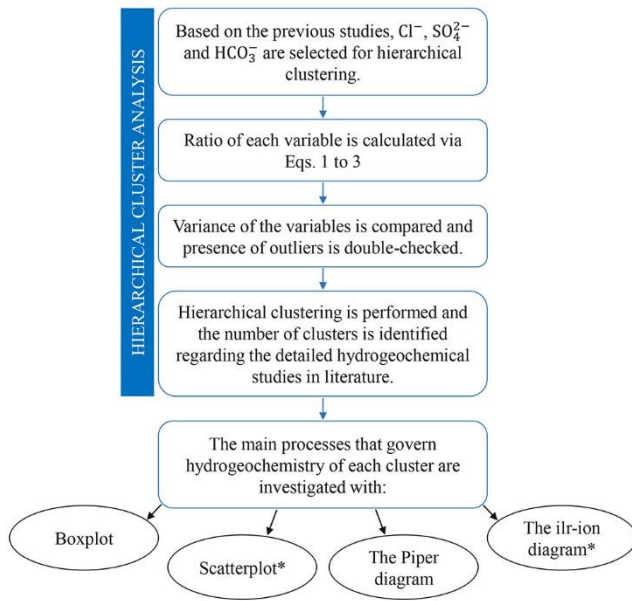 HIERARCHICAL CLUSTER ANALYSIS
Based on the previous studies, Cl⁻, SO₄²⁻
and HCO₃⁻ are selected for hierarchical
clustering.
Ratio of each variable is calculated via
Eqs. 1 to 3
Variance of the variables is compared and
presence of outliers is double-checked.
Hierarchical clustering is performed and
the number of clusters is identified
regarding the detailed hydrogeochemical
studies in literature.
The main processes that govern
hydrogeochemistry of each cluster are
investigated with:
Boxplot
Scatterplot*
The Piper
diagram
The ilr-ion
diagram*